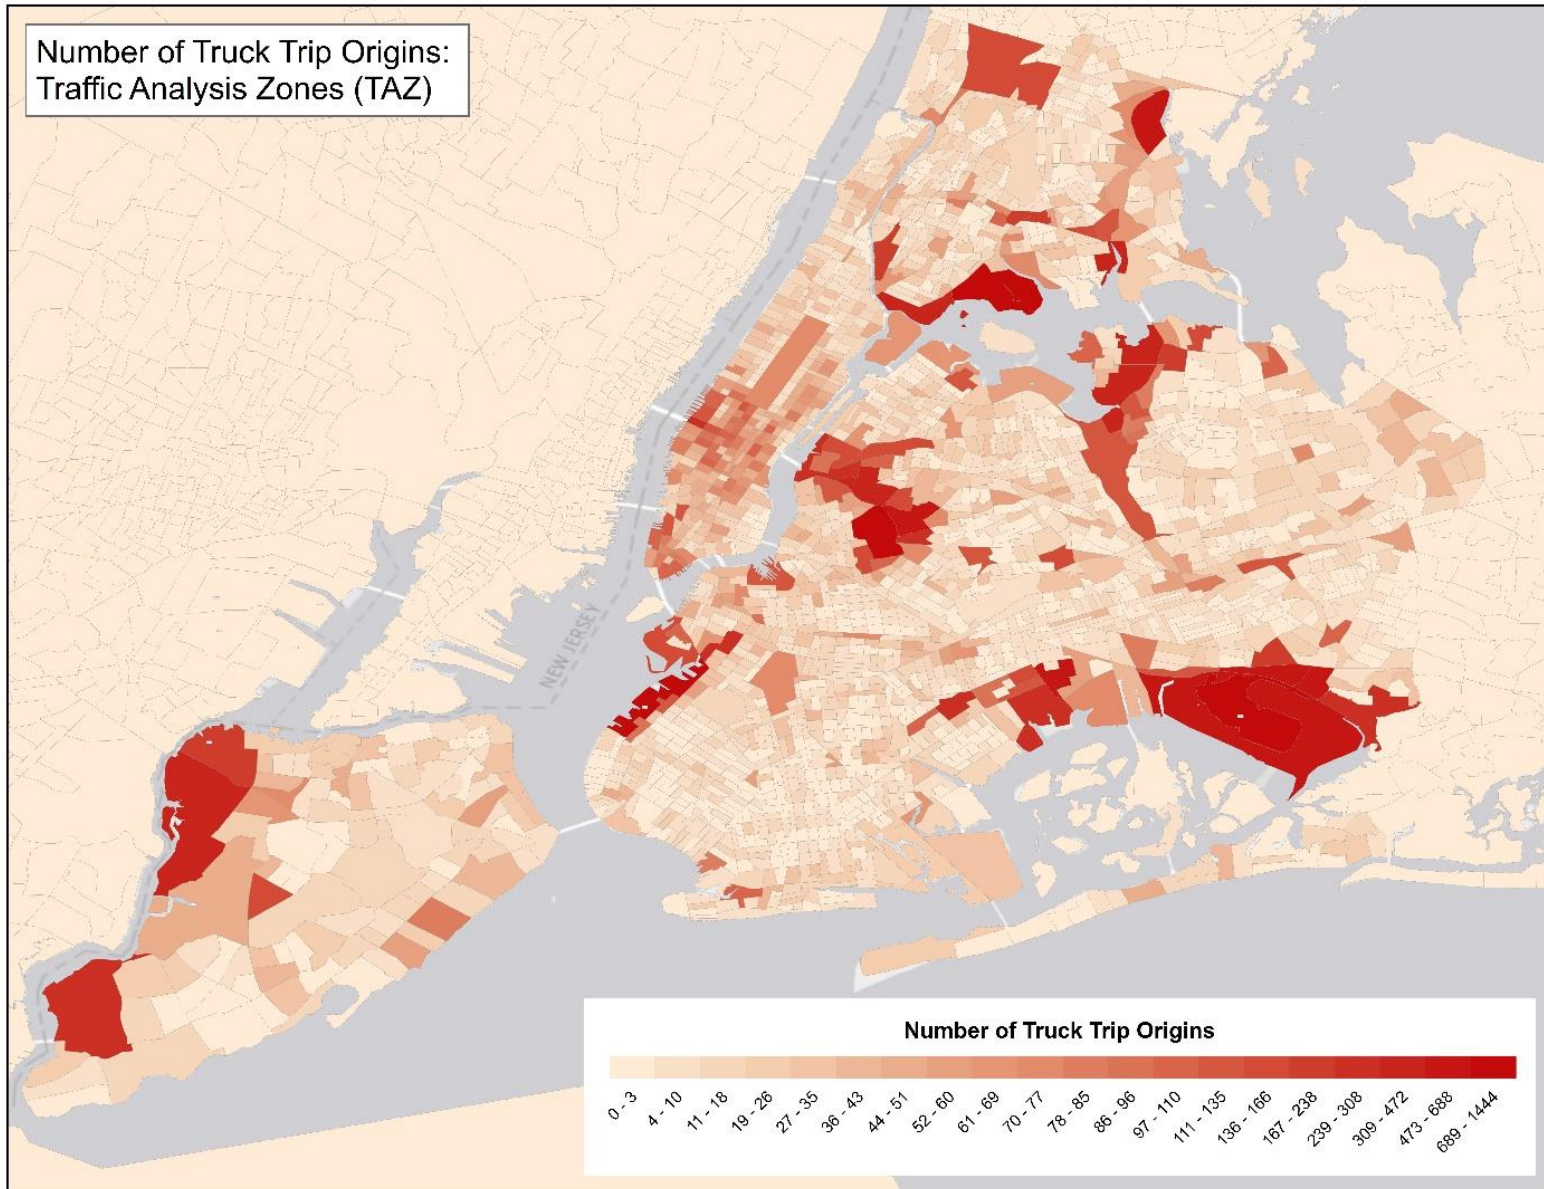 Number of Truck Trip Origins:
Traffic Analysis Zones (TAZ)
NEW JERSEY
Number of Truck Trip Origins
0 - 3
4 - 10
11 - 18
19 - 26
27 - 35
36 - 43
44 - 51
52 - 60
61 - 69
70 - 77
78 - 85
86 - 96
97 - 110
111 - 135
136 - 166
167 - 238
239 - 308
309 - 472
473 - 688
689 - 1444